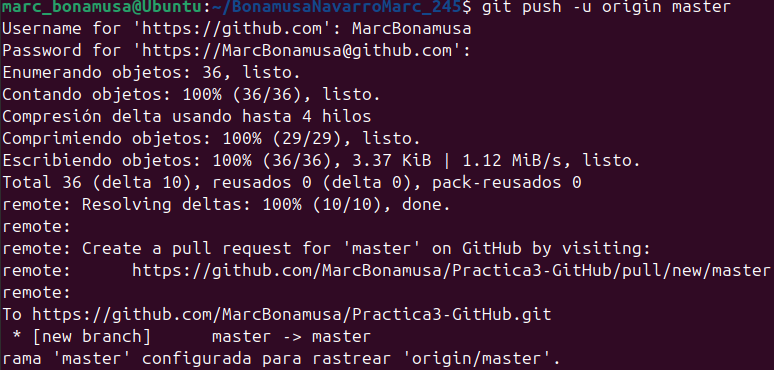 marc_bonamusa@Ubuntu:~/BonamusaNavarroMarc_245$ git push -u origin master
Username for 'https://github.com': MarcBonamusa
Password for 'https://MarcBonamusa@github.com':
Enumerando objetos: 36, listo.
Contando objetos: 100% (36/36), listo.
Compresión delta usando hasta 4 hilos
Comprimiendo objetos: 100% (29/29), listo.
Escribiendo objetos: 100% (36/36), 3.37 KiB | 1.12 MiB/s, listo.
Total 36 (delta 10), reusados 0 (delta 0), pack-reusados 0
remote: Resolving deltas: 100% (10/10), done.
remote:
remote: Create a pull request for 'master' on GitHub by visiting:
remote:      https://github.com/MarcBonamusa/Practica3-GitHub/pull/new/master
remote:
To https://github.com/MarcBonamusa/Practica3-GitHub.git
 * [new branch]      master -> master
rama 'master' configurada para rastrear 'origin/master'.